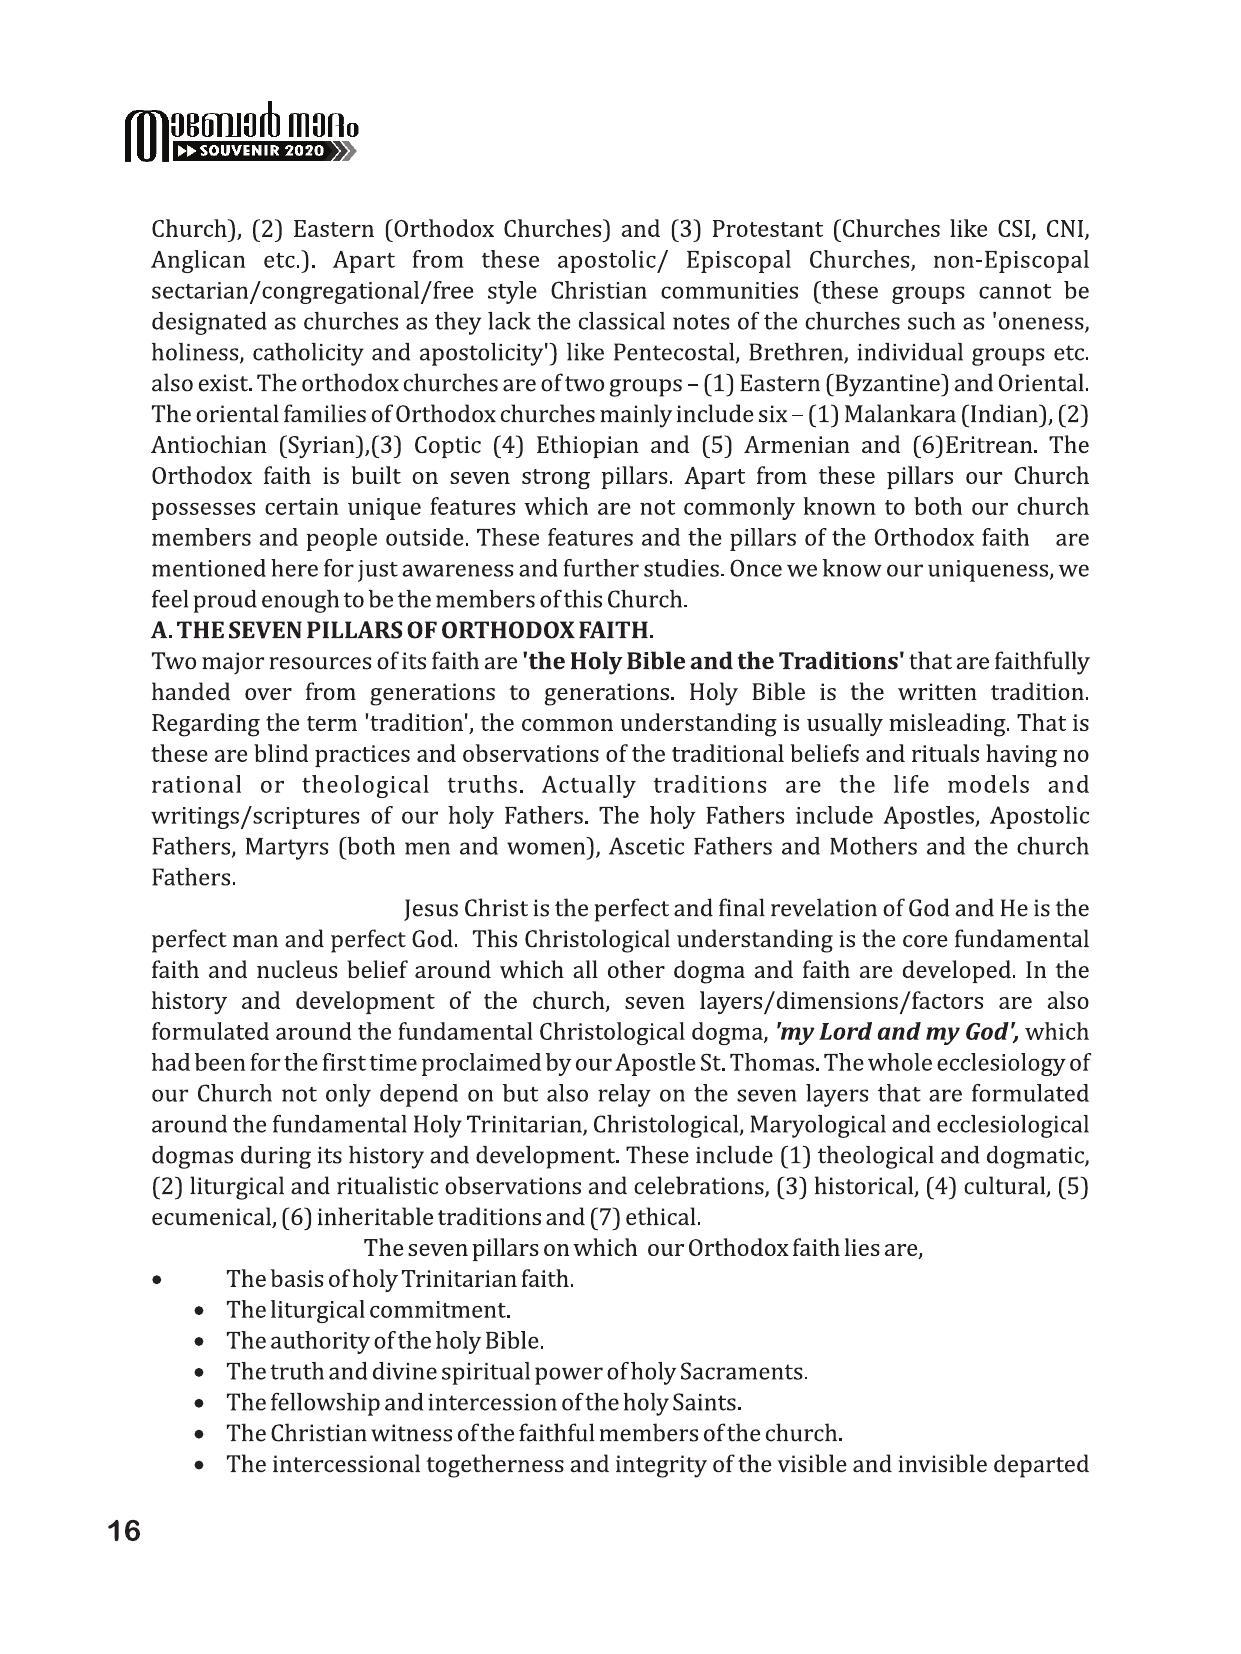 താബോർ നാദം
SOUVENIR 2020
Church), (2) Eastern (Orthodox Churches) and (3) Protestant (Churches like CSI, CNI,
Anglican etc.). Apart from these apostolic/ Episcopal Churches, non-Episcopal
sectarian/congregational/free style Christian communities (these groups cannot be
designated as churches as they lack the classical notes of the churches such as 'oneness,
holiness, catholicity and apostolicity') like Pentecostal, Brethren, individual groups etc.
also exist. The orthodox churches are of two groups – (1) Eastern (Byzantine) and Oriental.
The oriental families of Orthodox churches mainly include six – (1) Malankara (Indian), (2)
Antiochian (Syrian),(3) Coptic (4) Ethiopian and (5) Armenian and (6)Eritrean. The
Orthodox faith is built on seven strong pillars. Apart from these pillars our Church
possesses certain unique features which are not commonly known to both our church
members and people outside. These features and the pillars of the Orthodox faith are
mentioned here for just awareness and further studies. Once we know our uniqueness, we
feel proud enough to be the members of this Church.
A. THE SEVEN PILLARS OF ORTHODOX FAITH.
Two major resources of its faith are 'the Holy Bible and the Traditions' that are faithfully
handed over from generations to generations. Holy Bible is the written tradition.
Regarding the term 'tradition', the common understanding is usually misleading. That is
these are blind practices and observations of the traditional beliefs and rituals having no
rational or theological truths. Actually traditions are the life models and
writings/scriptures of our holy Fathers. The holy Fathers include Apostles, Apostolic
Fathers, Martyrs (both men and women), Ascetic Fathers and Mothers and the church
Fathers.
Jesus Christ is the perfect and final revelation of God and He is the
perfect man and perfect God. This Christological understanding is the core fundamental
faith and nucleus belief around which all other dogma and faith are developed. In the
history and development of the church, seven layers/dimensions/factors are also
formulated around the fundamental Christological dogma, 'my Lord and my God', which
had been for the first time proclaimed by our Apostle St. Thomas. The whole ecclesiology of
our Church not only depend on but also relay on the seven layers that are formulated
around the fundamental Holy Trinitarian, Christological, Maryological and ecclesiological
dogmas during its history and development. These include (1) theological and dogmatic,
(2) liturgical and ritualistic observations and celebrations, (3) historical, (4) cultural, (5)
ecumenical, (6) inheritable traditions and (7) ethical.
The seven pillars on which our Orthodox faith lies are,
• The basis of holy Trinitarian faith.
• The liturgical commitment.
• The authority of the holy Bible.
• The truth and divine spiritual power of holy Sacraments.
• The fellowship and intercession of the holy Saints.
• The Christian witness of the faithful members of the church.
• The intercessional togetherness and integrity of the visible and invisible departed
16